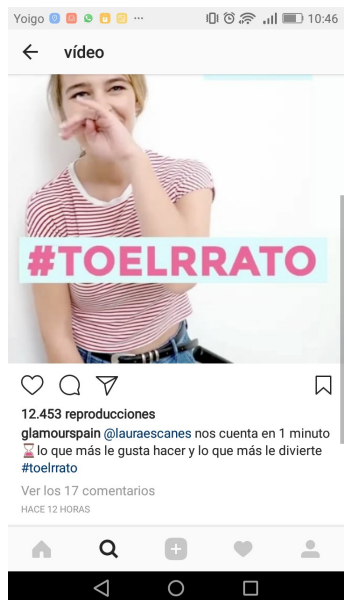 Yoigo ... 10:46
vídeo
#TOELRRATO
12.453 reproducciones
glamourspain @lauraescanes nos cuenta en 1 minuto
⌛lo que más le gusta hacer y lo que más le divierte
#toelrrato
Ver los 17 comentarios
HACE 12 HORAS